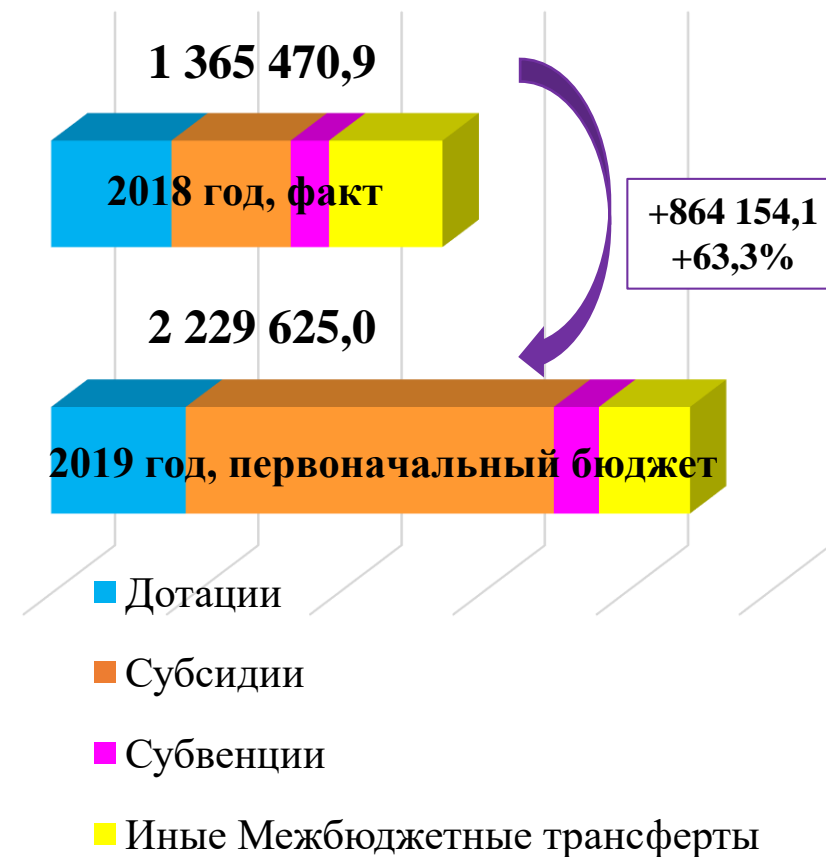 1 365 470,9
2018 год, факт
+864 154,1
+63,3%
2 229 625,0
2019 год, первоначальный бюджет
Дотации
Субсидии
Субвенции
Иные Межбюджетные трансферты